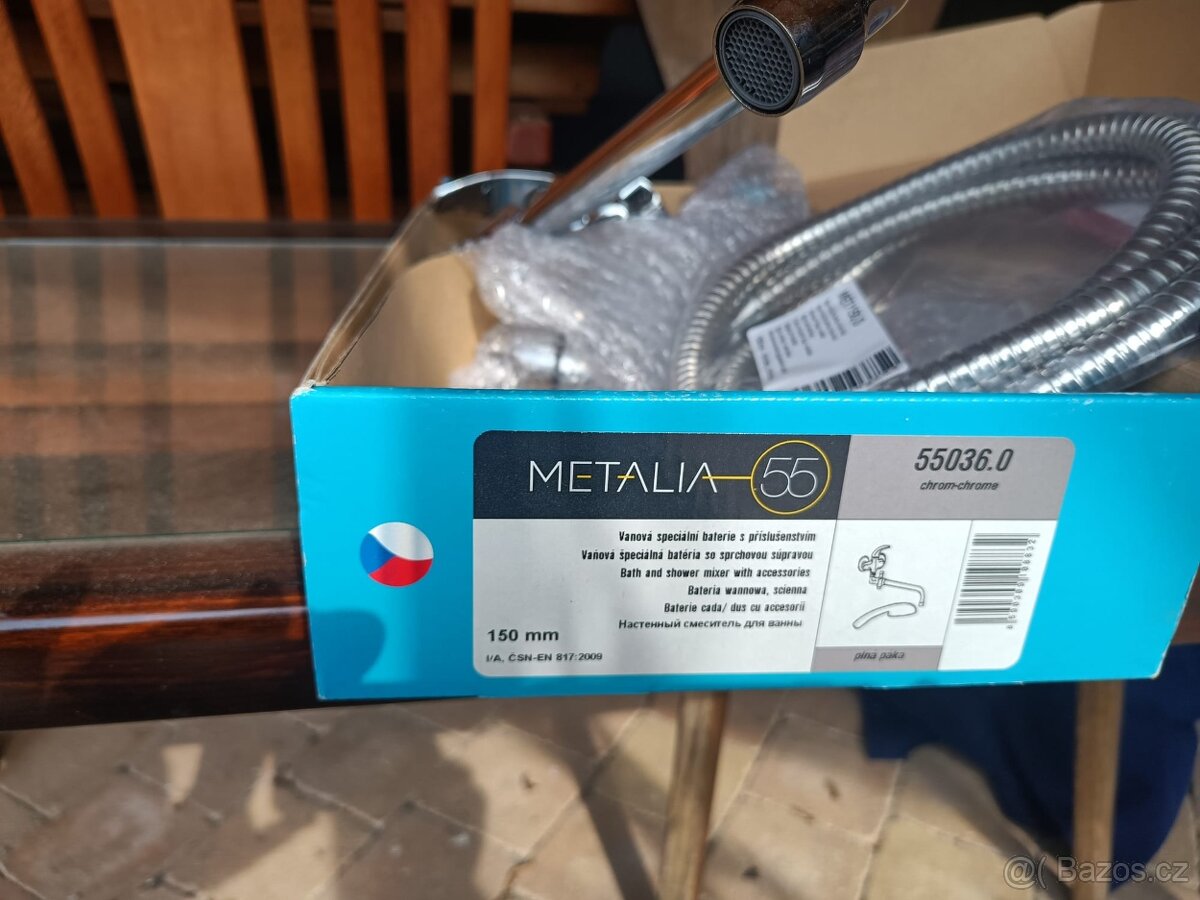 METALIA 55
55036.0
chrom-chrome
Vanová speciální baterie s příslušenstvím
Vaňová špeciálná batéria so sprchovou súpravou
Bath and shower mixer with accessories
Bateria wannowa, scienna
Baterie cada/ dus cu accesorii
Настенный смеситель для ванны
150 mm
I/A, ČSN-EN 817:2009
plná páka
Bazos.cz